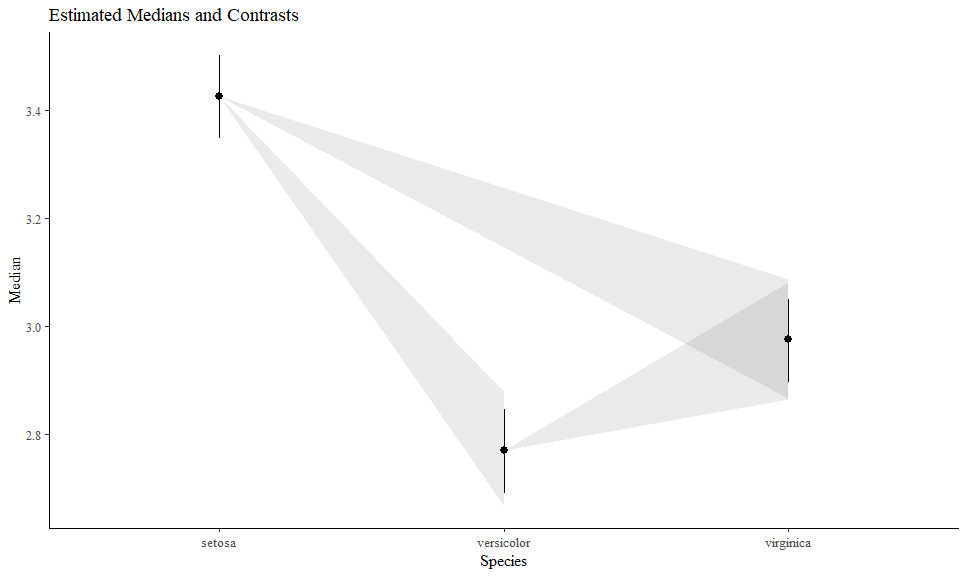 Estimated Medians and Contrasts
3.4
3.2
3.0
2.8
Median
setosa versicolor virginica
Species